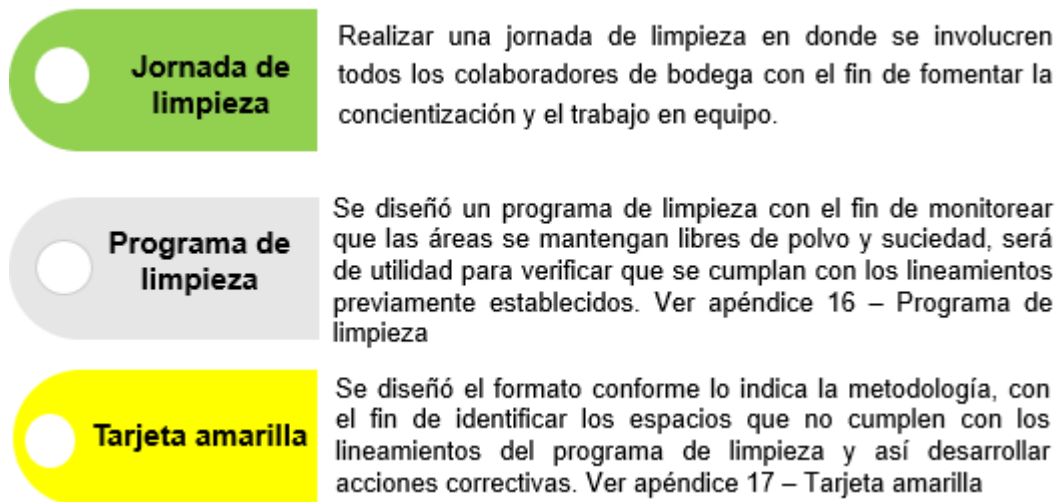 Jornada de
limpieza
Realizar una jornada de limpieza en donde se involucren
todos los colaboradores de bodega con el fin de fomentar la
concientización y el trabajo en equipo.
Programa de
limpieza
Se diseñó un programa de limpieza con el fin de monitorear
que las áreas se mantengan libres de polvo y suciedad, será
de utilidad para verificar que se cumplan con los lineamientos
previamente establecidos. Ver apéndice 16 – Programa de
limpieza
Tarjeta amarilla
Se diseñó el formato conforme lo indica la metodología, con
el fin de identificar los espacios que no cumplen con los
lineamientos del programa de limpieza y así desarrollar
acciones correctivas. Ver apéndice 17 – Tarjeta amarilla